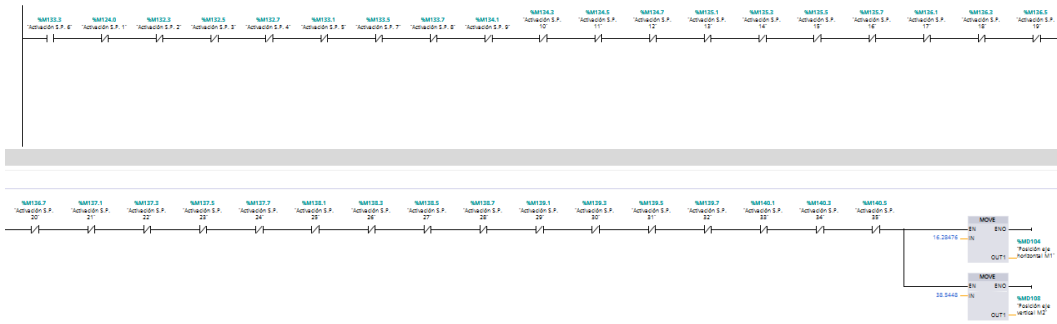 %M134.3 %M134.5 %M134.7 %M135.1 %M135.3 %M135.5 %M135.7 %M136.1 %M136.3 %M136.5
%M133.3 %M124.0 %M132.3 %M132.5 %M132.7 %M133.1 %M133.5 %M133.7 %M134.1 "Activación S.P. "Activación S.P. "Activación S.P. "Activación S.P. "Activación S.P. "Activación S.P. "Activación S.P. "Activación S.P. "Activación S.P. "Activación S.P.
"Activación S.P. 6" "Activación S.P. 1" "Activación S.P. 2" "Activación S.P. 3" "Activación S.P. 4" "Activación S.P. 5" "Activación S.P. 7" "Activación S.P. 8" "Activación S.P. 9" 10" 11" 12" 13" 14" 15" 16" 17" 18" 19"
%M136.7 %M137.1 %M137.3 %M137.5 %M137.7 %M138.1 %M138.3 %M138.5 %M138.7 %M139.1 %M139.3 %M139.5 %M139.7 %M140.1 %M140.3 %M140.5
"Activación S.P. "Activación S.P. "Activación S.P. "Activación S.P. "Activación S.P. "Activación S.P. "Activación S.P. "Activación S.P. "Activación S.P. "Activación S.P. "Activación S.P. "Activación S.P. "Activación S.P. "Activación S.P. "Activación S.P. "Activación S.P.
20" 21" 22" 23" 24" 25" 26" 27" 28" 29" 30" 31" 32" 33" 34" 35"
MOVE
EN ENO
16.28476 IN
%MD104
"Posición eje
OUT1 horizontal M1"
MOVE
EN ENO
38.5448 IN
%MD108
"Posición eje
OUT1 vertical M2"